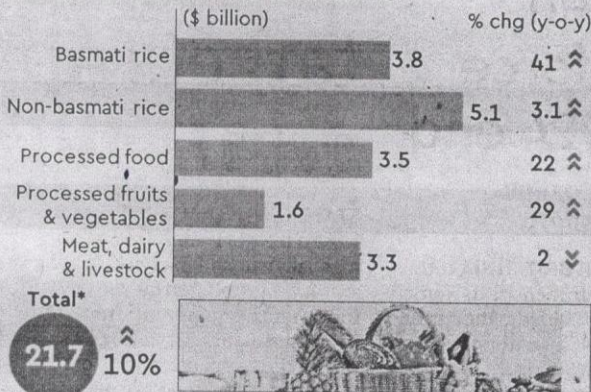 ($ billion) % chg (y-o-y)
Basmati rice 3.8 41
Non-basmati rice 5.1 3.1
Processed food 3.5 22
Processed fruits
& vegetables 1.6 29
Meat, dairy
& livestock 3.3 2
Total*
21.7 10%